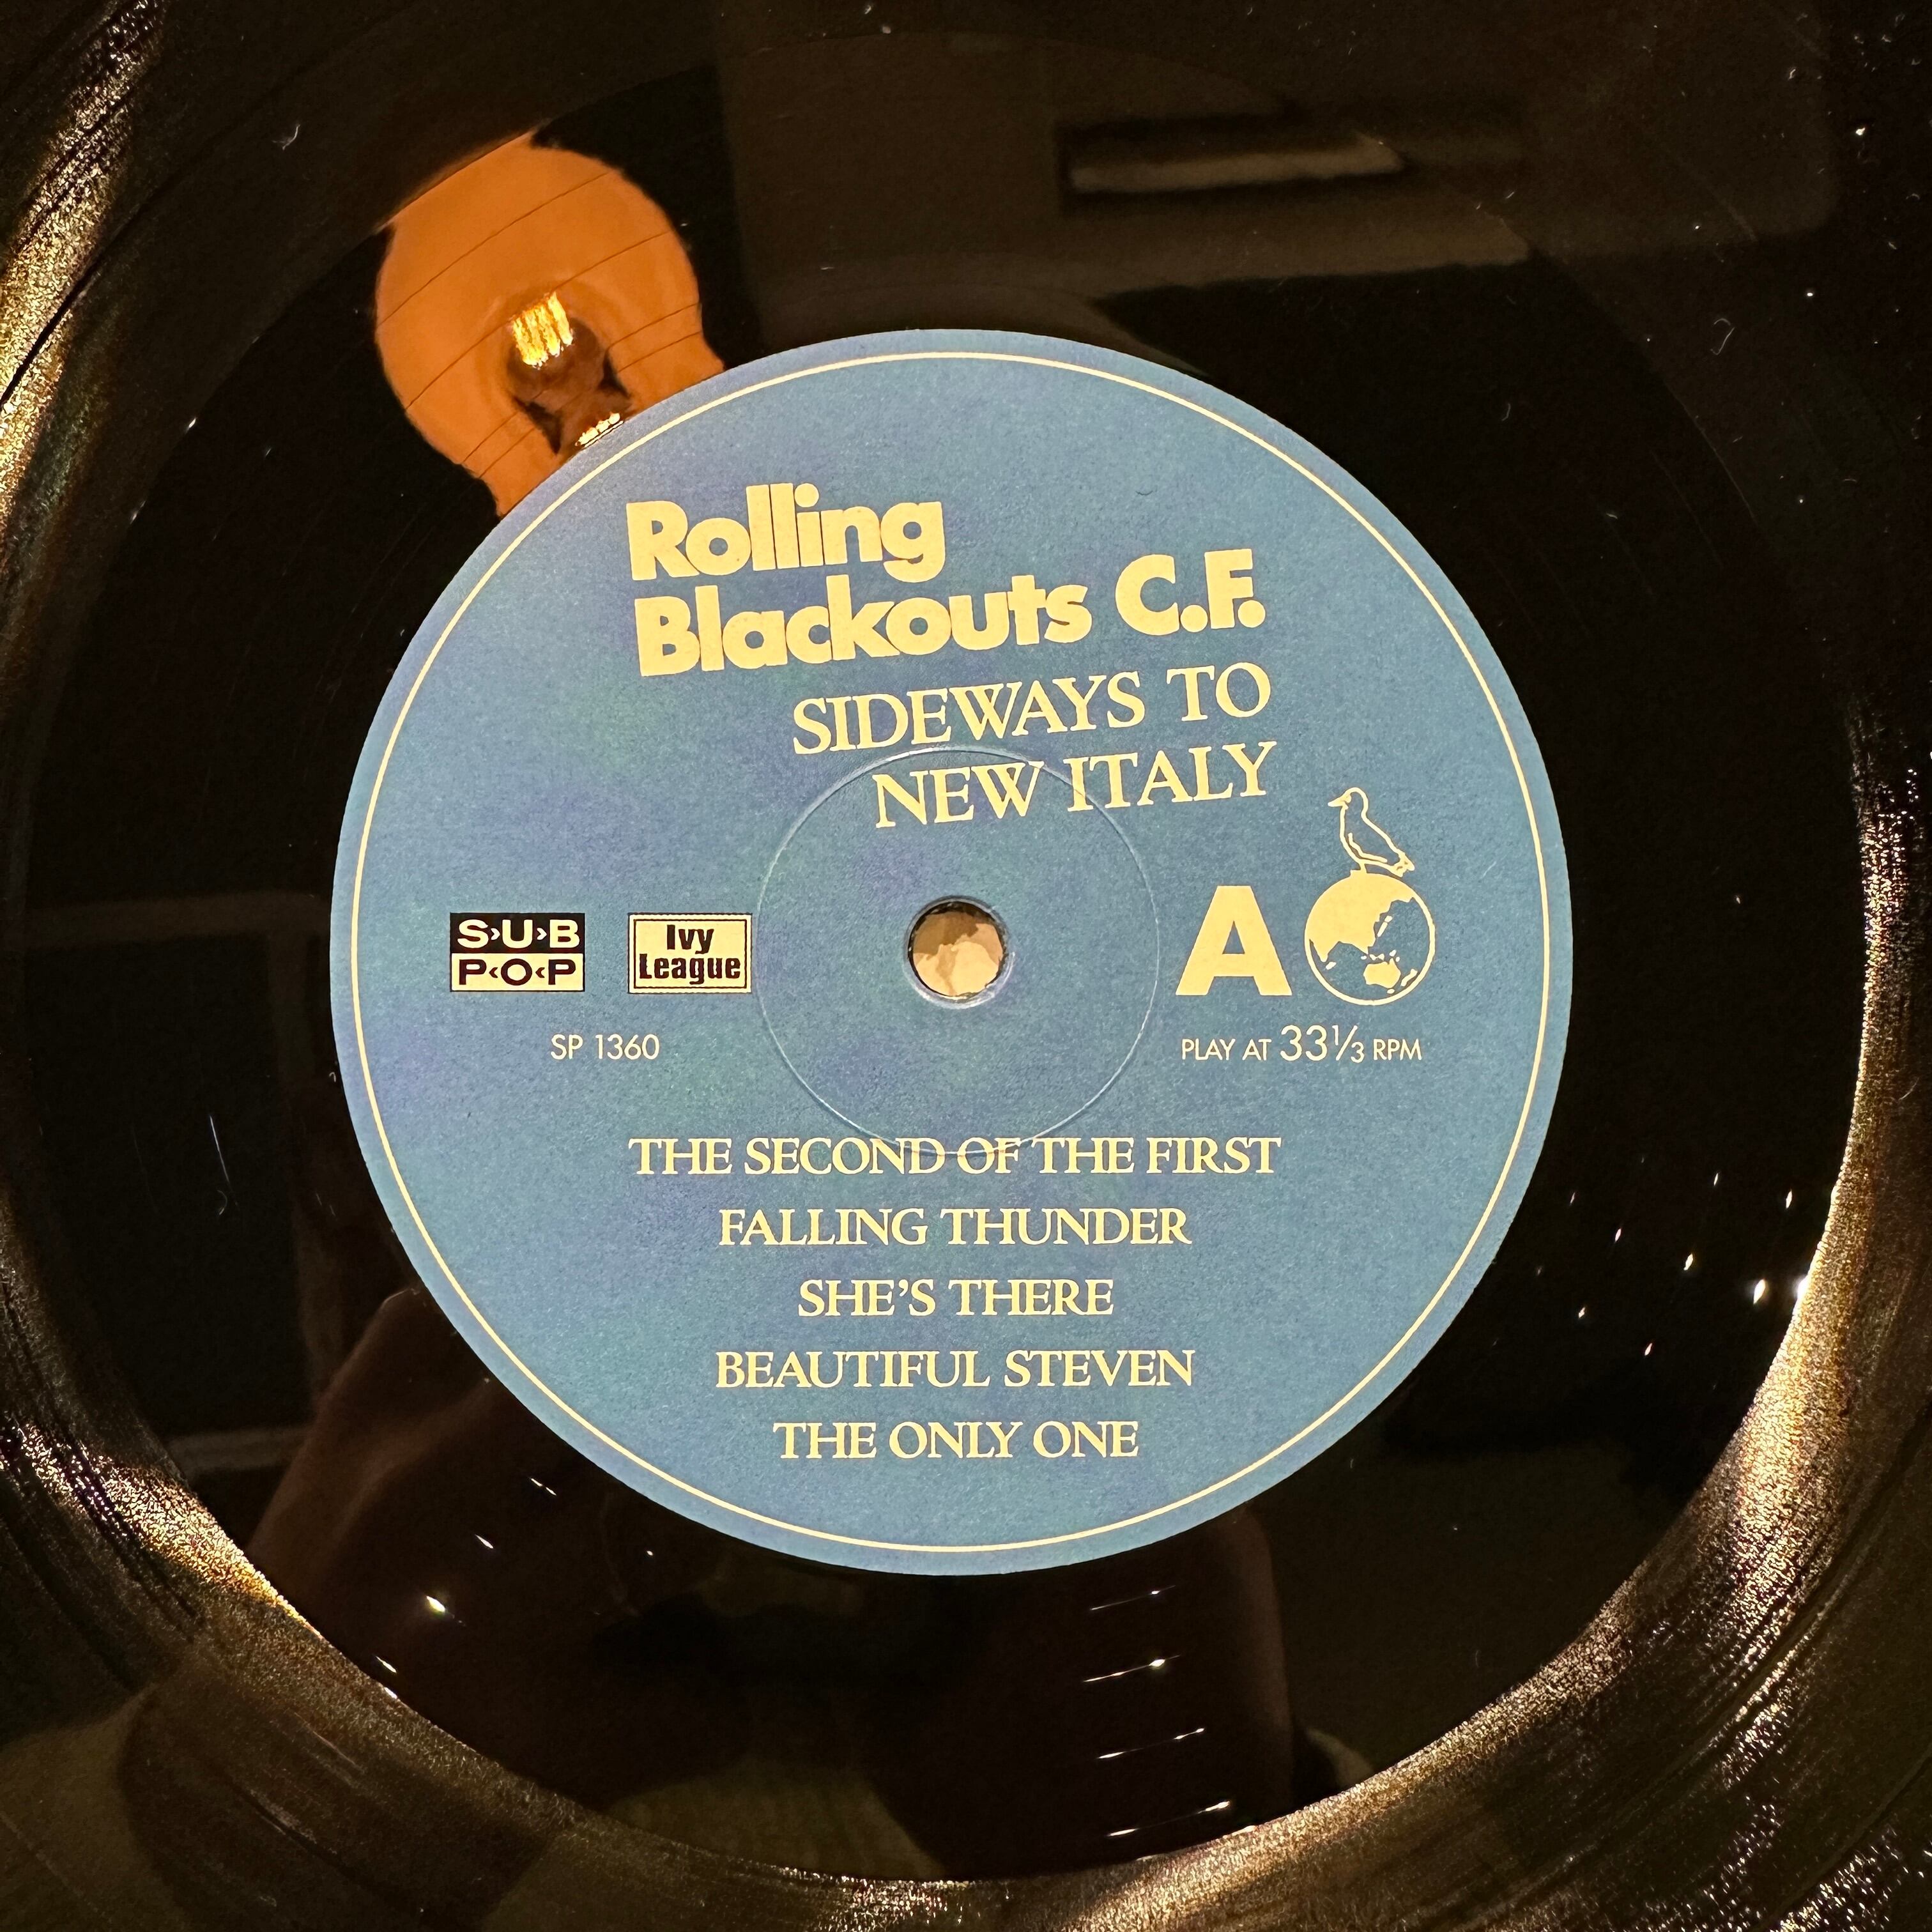 Rolling
Blackouts C.F.
SIDEWAYS TO
NEW ITALY
S›U›B
P‹O‹P
Ivy
League
A
SP 1360
PLAY AT 33⅓ RPM
THE SECOND OF THE FIRST
FALLING THUNDER
SHE’S THERE
BEAUTIFUL STEVEN
THE ONLY ONE